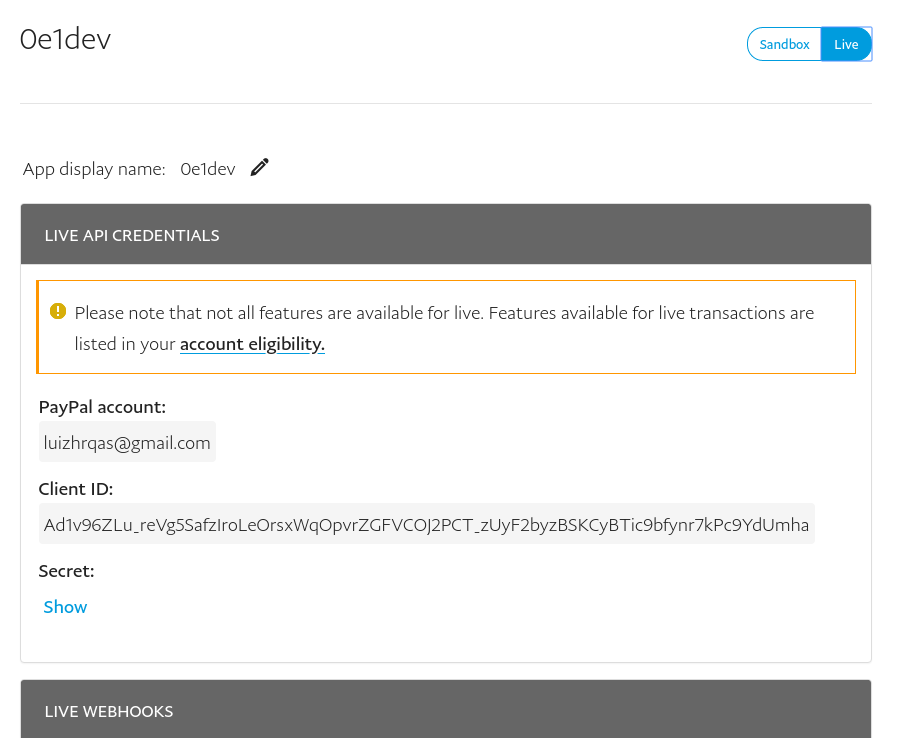 0e1dev
Sandbox
Live
App display name: 0e1dev
LIVE API CREDENTIALS
Please note that not all features are available for live. Features available for live transactions are
listed in your account eligibility.
PayPal account:
luizhrqas@gmail.com
Client ID:
Ad1v96ZLu_reVg5SafzIroLeOrsxWqOpvrZGFVCOJ2PCT_zUyF2byzBSKCyBTic9bfynr7kPc9YdUmha
Secret:
Show
LIVE WEBHOOKS